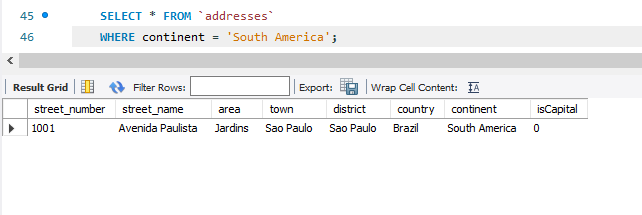 45 SELECT * FROM `addresses`
46 WHERE continent = 'South America';
Result Grid Filter Rows: Export: Wrap Cell Content: IA
street_number street_name area town district country continent isCapital
1001 Avenida Paulista Jardins Sao Paulo Sao Paulo Brazil South America 0